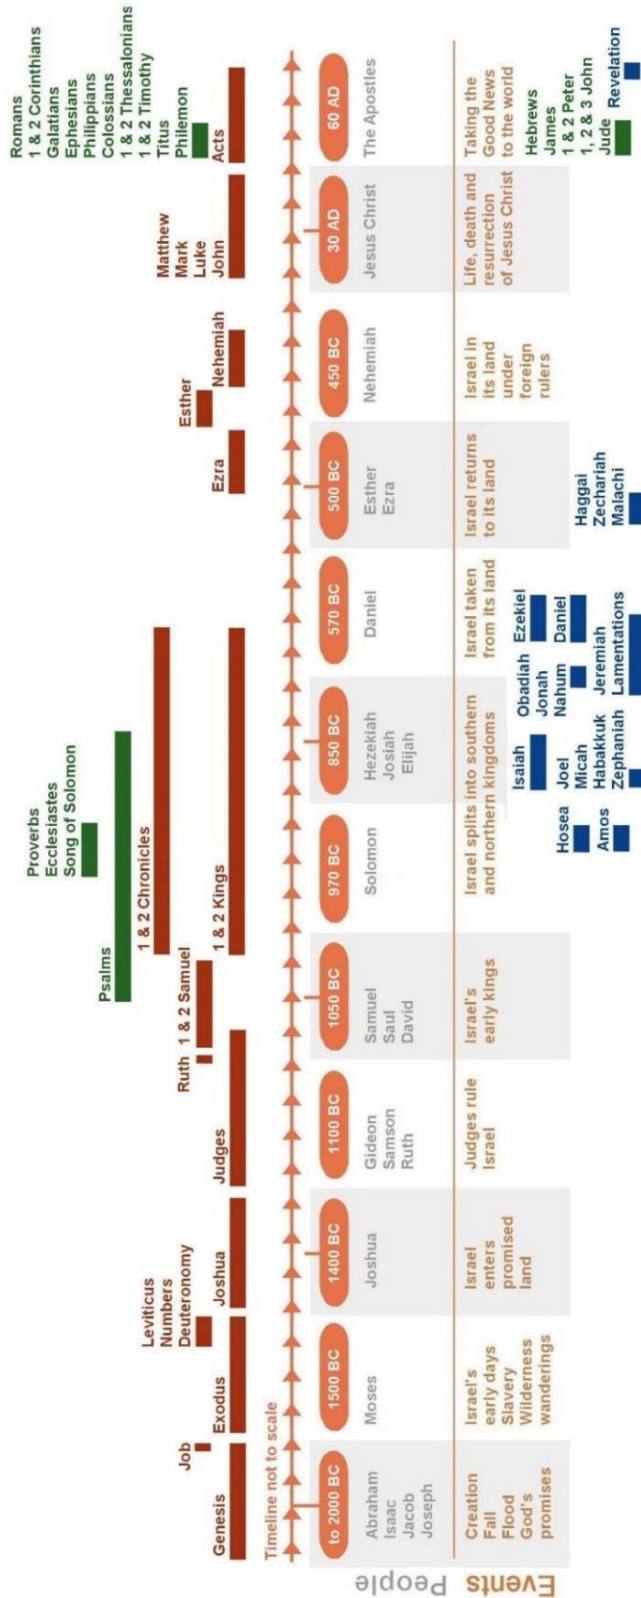 Romans
1 & 2 Corinthians
Galatians
Ephesians
Philippians
Colossians
1 & 2 Thessalonians
1 & 2 Timothy
Titus
Philemon
Proverbs
Ecclesiastes
Song of Solomon
Psalms
1 & 2 Chronicles
Leviticus
Numbers
Deuteronomy
Matthew
Mark
Luke
John
Job
Ruth
1 & 2 Samuel
Esther
Genesis
Exodus
Joshua
Judges
1 & 2 Kings
Ezra
Nehemiah
Acts
Timeline not to scale
to 2000 BC
1500 BC
1400 BC
1100 BC
1050 BC
970 BC
850 BC
570 BC
500 BC
450 BC
30 AD
60 AD
People
Abraham
Isaac
Jacob
Joseph
Moses
Joshua
Gideon
Samson
Ruth
Samuel
Saul
David
Solomon
Hezekiah
Josiah
Elijah
Daniel
Esther
Ezra
Nehemiah
Jesus Christ
The Apostles
Events
Creation
Fall
Flood
God's
promises
Israel's
early days
Slavery
Wilderness
wanderings
Israel
enters
promised
land
Judges rule
Israel
Israel's
early kings
Israel splits into southern
and northern kingdoms
Israel taken
from its land
Israel returns
to its land
Israel in
its land
under
foreign
rulers
Life, death and
resurrection
of Jesus Christ
Taking the
Good News
to the world
Hosea
Amos
Isaiah
Joel
Micah
Habakkuk
Zephaniah
Obadiah
Jonah
Nahum
Jeremiah
Lamentations
Ezekiel
Daniel
Haggai
Zechariah
Malachi
Hebrews
James
1 & 2 Peter
1, 2 & 3 John
Jude
Revelation